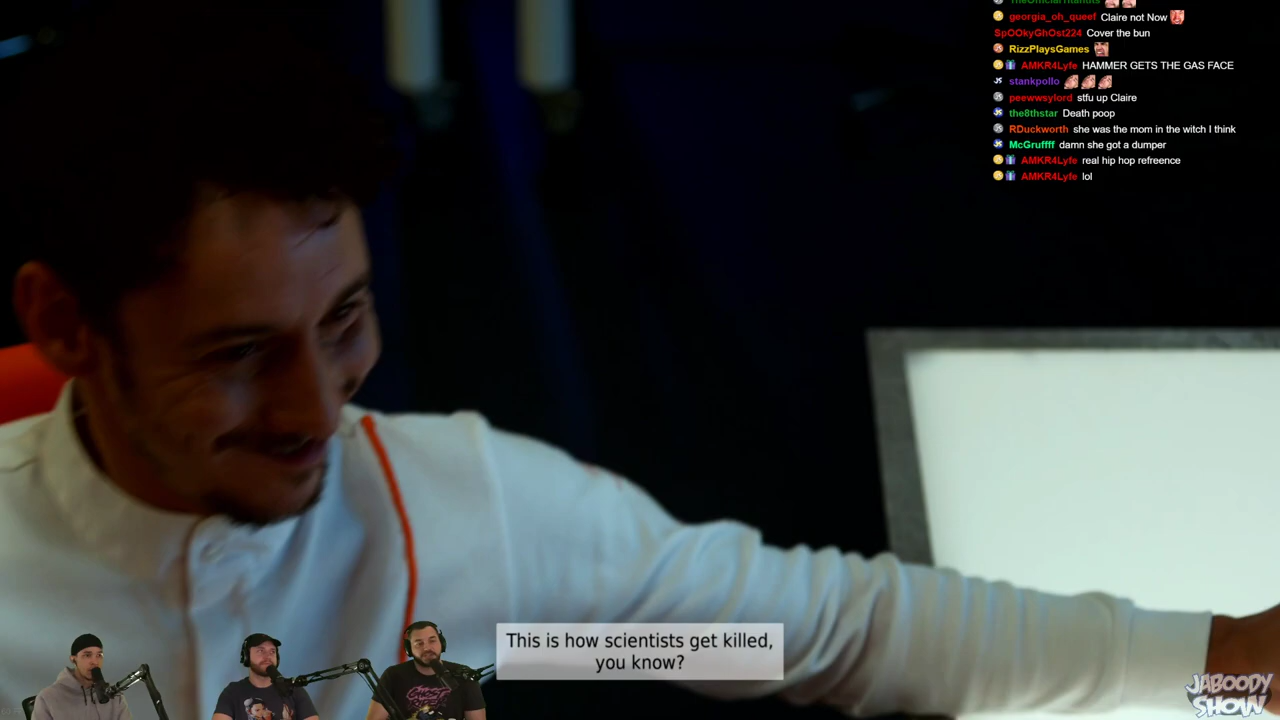 TheOfficialTitantuts
georgia_oh_queef Claire not Now
SpOOkyGhOst224 Cover the bun
RizzPlaysGames
AMKR4Lyfe HAMMER GETS THE GAS FACE
stankpollo
peewwsylord stfu up Claire
the8thstar Death poop
RDuckworth she was the mom in the witch I think
McGruffff damn she got a dumper
AMKR4Lyfe real hip hop refreence
AMKR4Lyfe lol
This is how scientists get killed,
you know?
JABOODY
SHOW